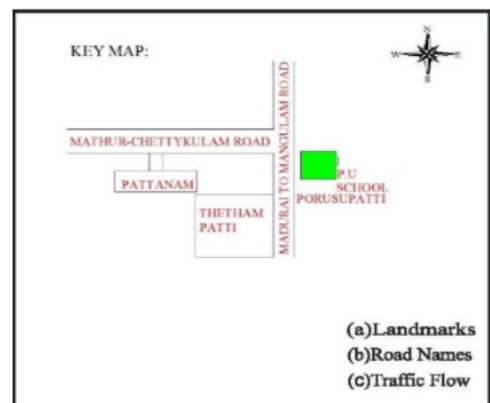 KEY MAP:
N
W
E
S
MATHUR-CHETTYKULAM ROAD
MADURAI TO MANGULAM ROAD
PATTANAM
THETHAM
PATTI
P.U
SCHOOL
PORUSUPATTI
(a)Landmarks
(b)Road Names
(c)Traffic Flow